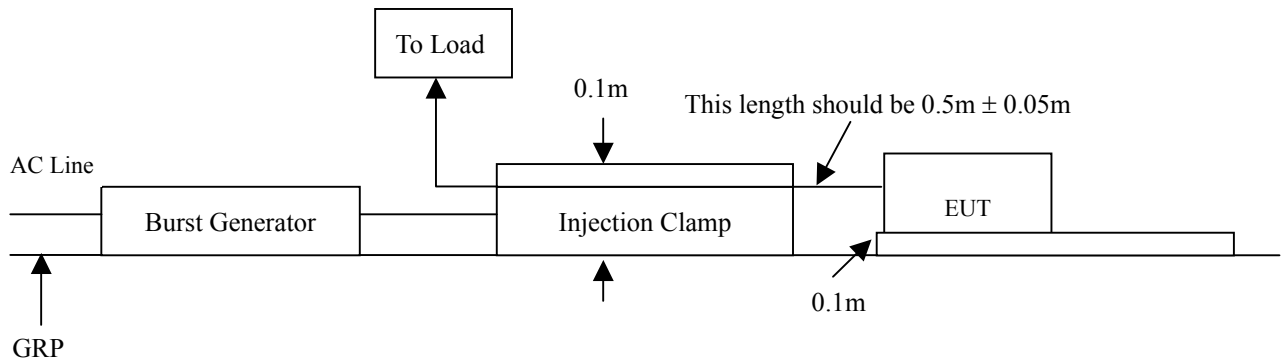 To Load
0.1m
This length should be 0.5m ± 0.05m
AC Line
Burst Generator
Injection Clamp
EUT
0.1m
GRP